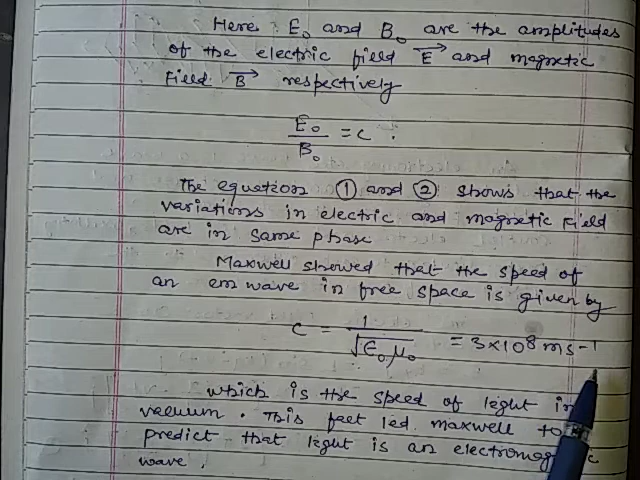 Here E₀ and B₀ are the amplitudes
of the electric field E⃗ and magnetic
field B⃗ respectively
E₀/B₀ = c .
The equation ① and ② shows that the
variations in electric and magnetic field
are in same phase
Maxwell showed that the speed of
an em wave in free space is given by
c = 1/√(ε₀ μ₀) = 3×10⁸ ms⁻¹
which is the speed of light in
vacuum. This fact led maxwell to
predict that light is an
wave.